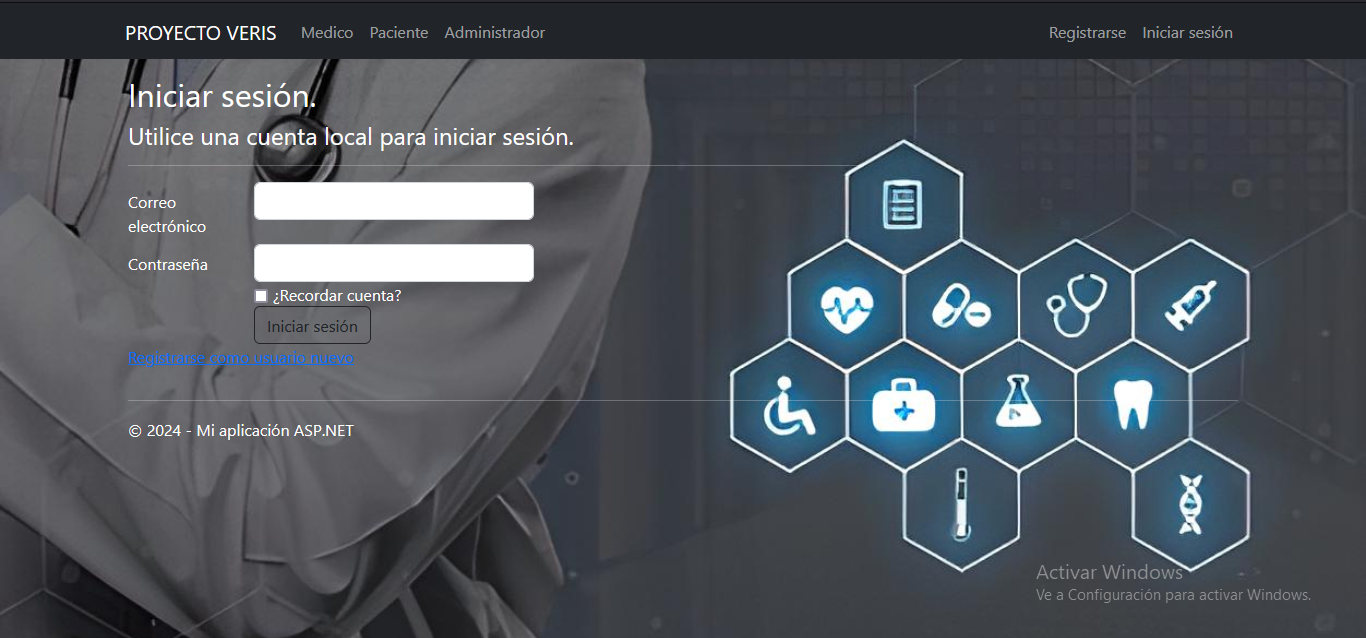 PROYECTO VERIS Medico Paciente Administrador Registrarse Iniciar sesión
Iniciar sesión.
Utilice una cuenta local para iniciar sesión.
Correo
electrónico
Contraseña
¿Recordar cuenta?
Iniciar sesión
Registrarse como usuario nuevo
© 2024 - Mi aplicación ASP.NET
Activar Windows
Ve a Configuración para activar Windows.